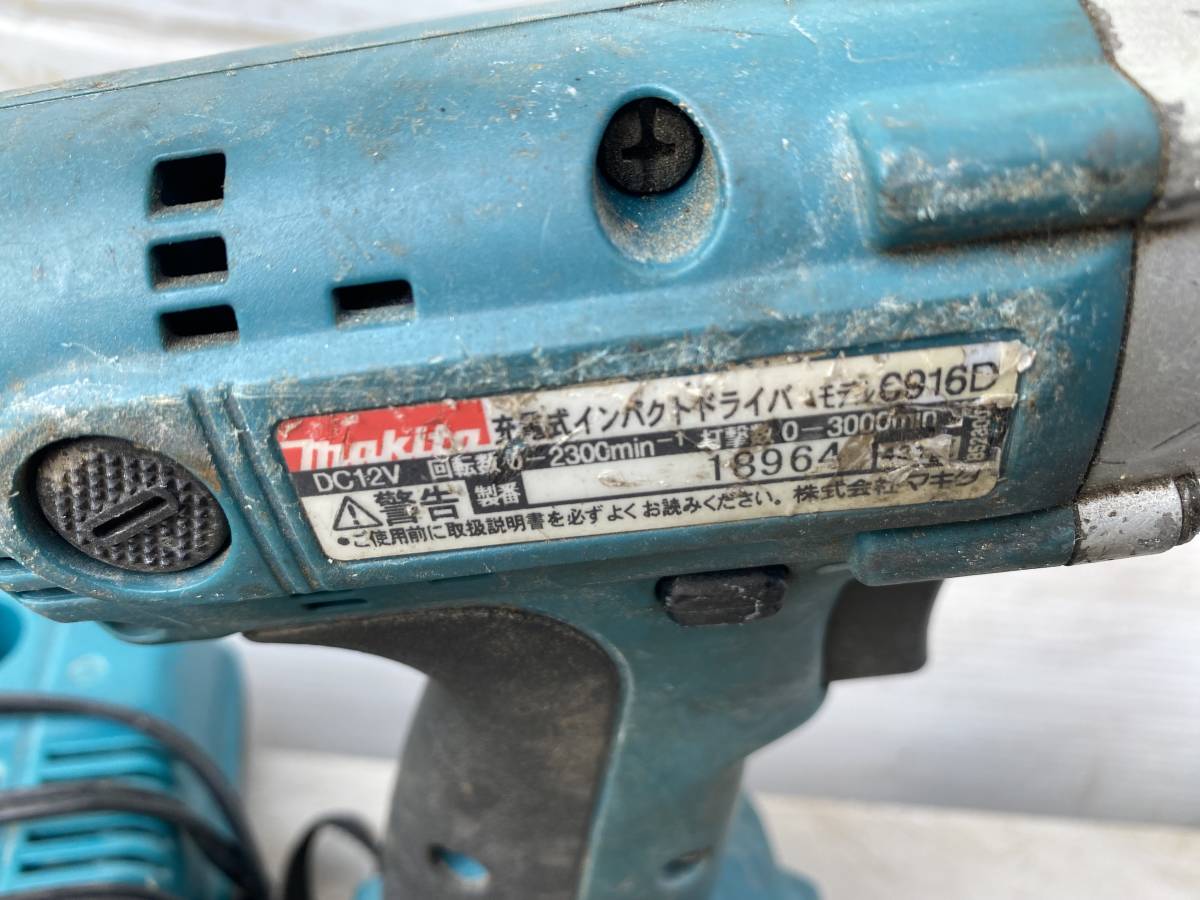 makita 充電式インパクトドライバ モデル 6916D
DC12V 回転数 0-2300min⁻¹ 打撃数 0-3000min
警告 製番 18964
•ご使用前に取扱説明書を必ずよくお読みください。株式会社マキタ